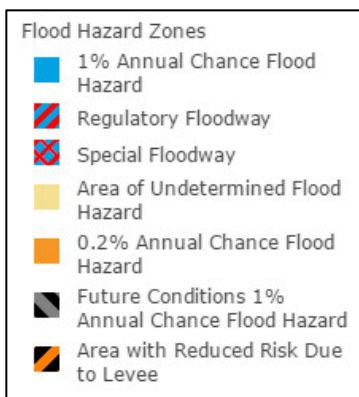 Flood Hazard Zones
1% Annual Chance Flood
Hazard
Regulatory Floodway
Special Floodway
Area of Undetermined Flood
Hazard
0.2% Annual Chance Flood
Hazard
Future Conditions 1%
Annual Chance Flood Hazard
Area with Reduced Risk Due
to Levee